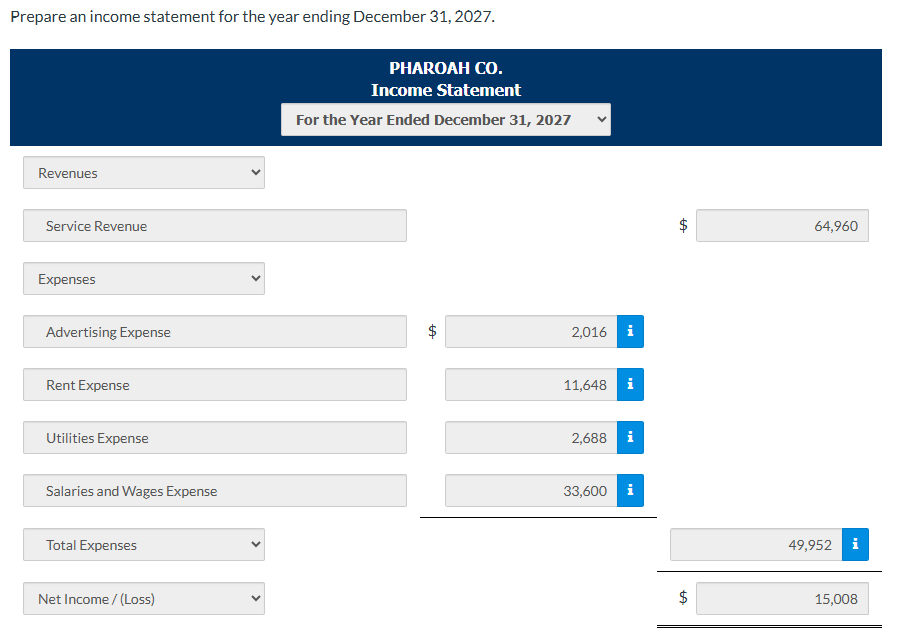 Prepare an income statement for the year ending December 31, 2027.
PHAROAH CO.
Income Statement
For the Year Ended December 31, 2027
Revenues
Service Revenue $ 64,960
Expenses
Advertising Expense $ 2,016 i
Rent Expense 11,648 i
Utilities Expense 2,688 i
Salaries and Wages Expense 33,600 i
Total Expenses 49,952 i
Net Income / (Loss) $ 15,008